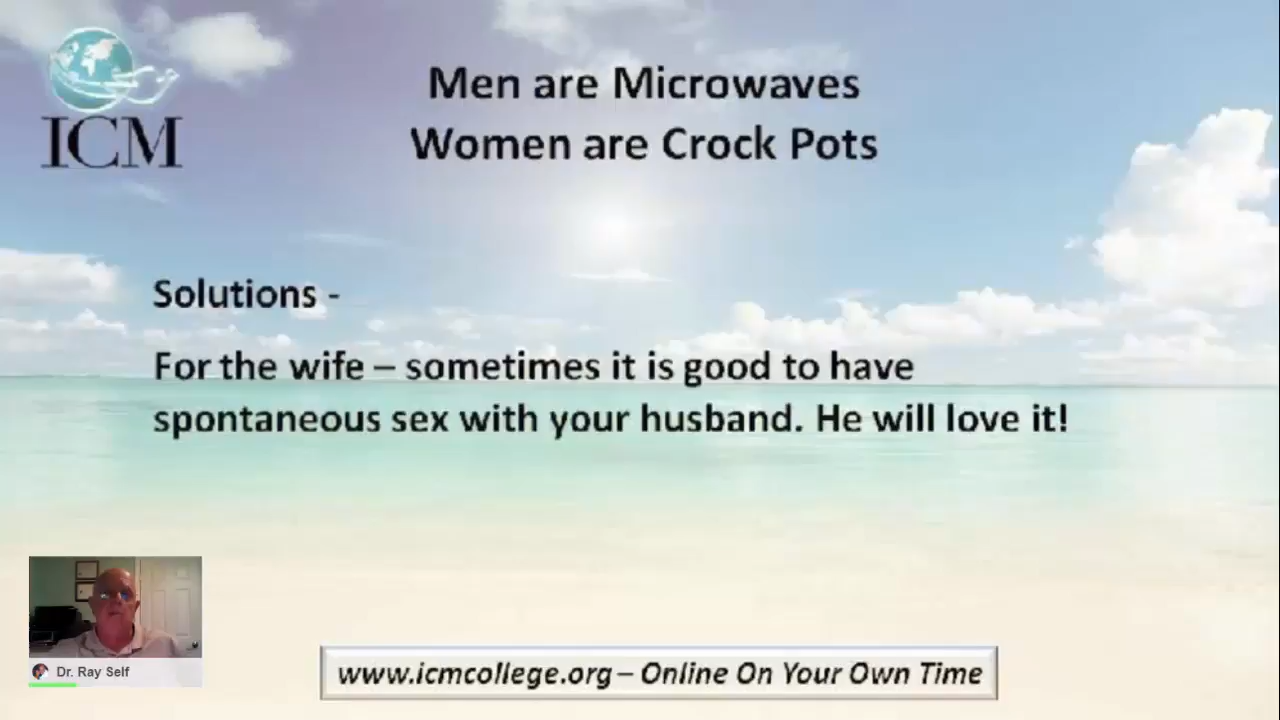 ICM
Men are Microwaves
Women are Crock Pots
Solutions -
For the wife – sometimes it is good to have
spontaneous sex with your husband. He will love it!
Dr. Ray Self
www.icmcollege.org – Online On Your Own Time